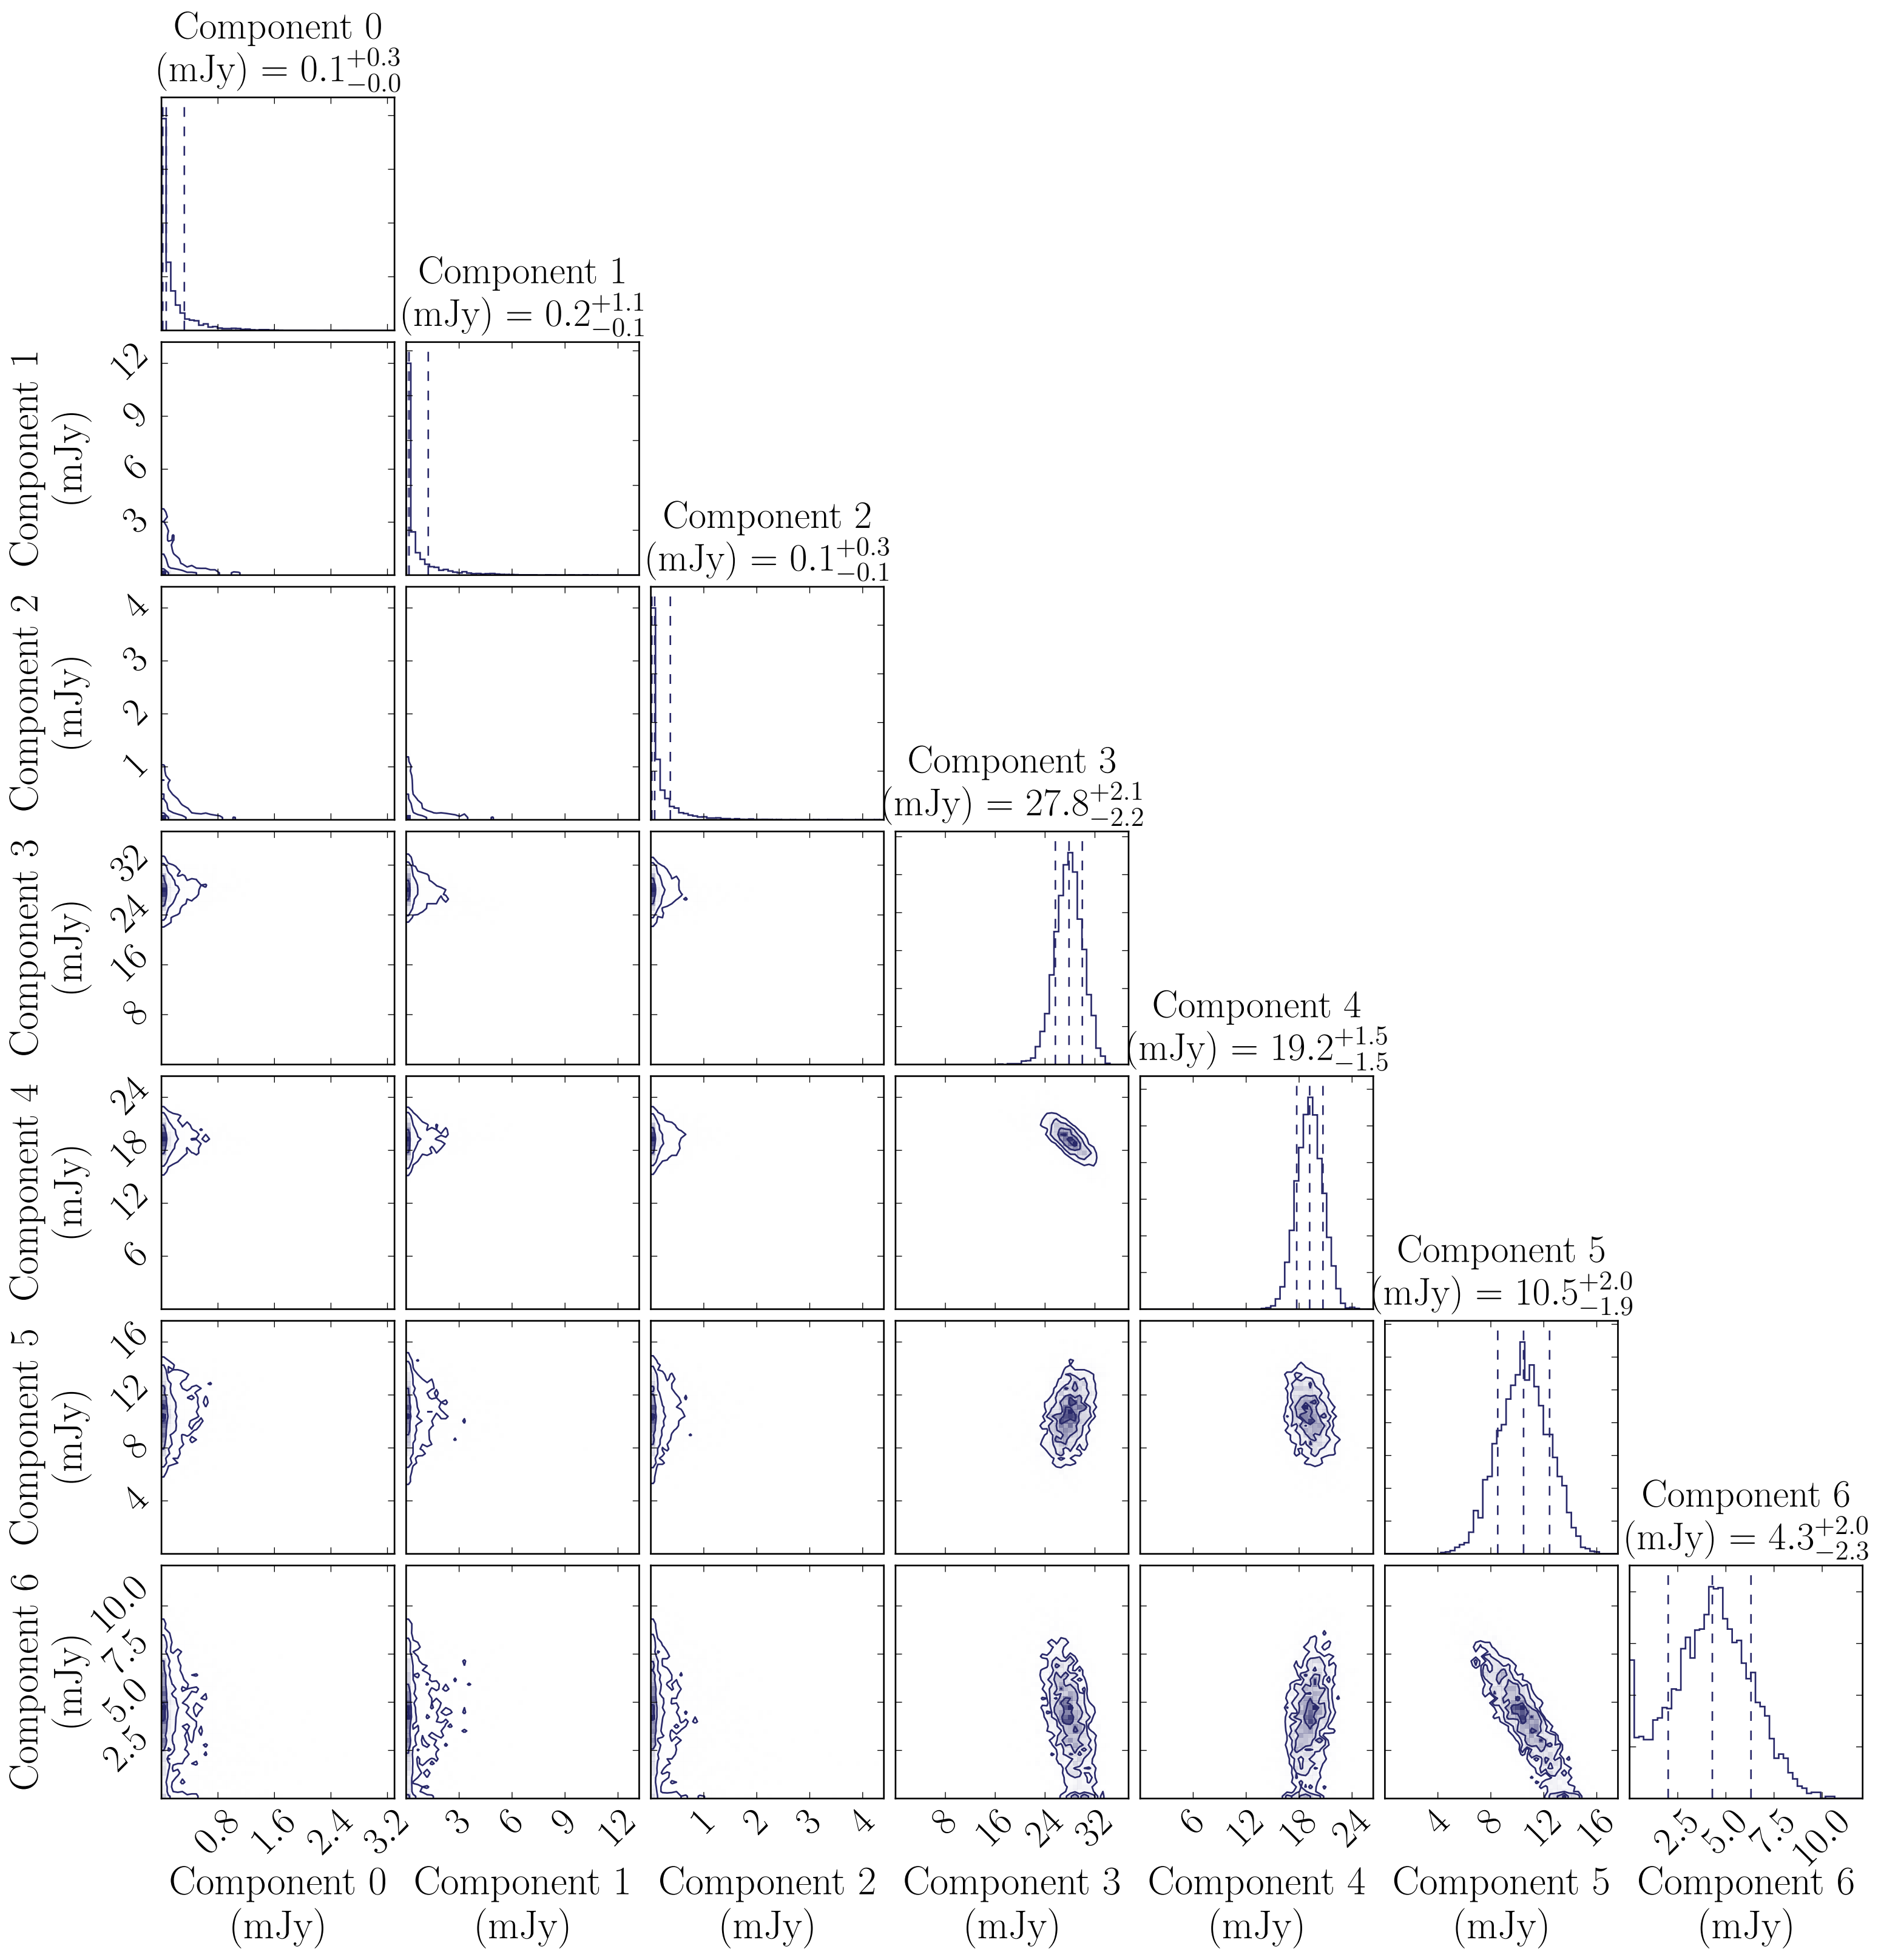 Component 0
(mJy) = 0.1+0.3−0.0
Component 1
(mJy) = 0.2+1.1−0.1
12
9
6
3
Component 1
(mJy)
Component 2
(mJy) = 0.1+0.3−0.1
4
3
2
1
Component 2
(mJy)
Component 3
(mJy) = 27.8+2.1−2.2
32
24
16
8
Component 3
(mJy)
Component 4
(mJy) = 19.2+1.5−1.5
24
18
12
6
Component 4
(mJy)
Component 5
(mJy) = 10.5+2.0−1.9
16
12
8
4
Component 5
(mJy)
Component 6
(mJy) = 4.3+2.0−2.3
10.0
7.5
5.0
2.5
Component 6
(mJy)
0.8 1.6 2.4 3.2
3 6 9 12
1 2 3 4
8 16 24 32
6 12 18 24
4 8 12 16
2.5 5.0 7.5 10.0
Component 0
(mJy)
Component 1
(mJy)
Component 2
(mJy)
Component 3
(mJy)
Component 4
(mJy)
Component 5
(mJy)
Component 6
(mJy)